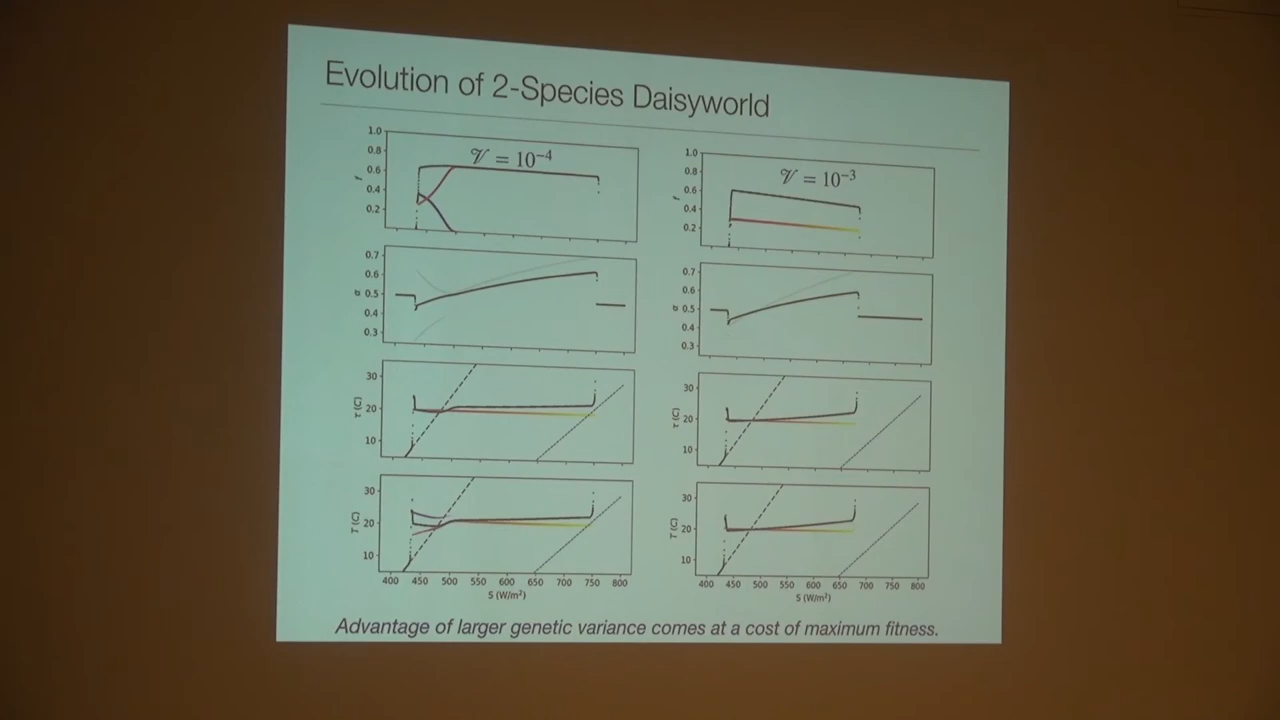 Evolution of 2-Species Daisyworld
𝒱 = 10⁻⁴
1.0
0.8
0.6
0.4
0.2
f
𝒱 = 10⁻³
1.0
0.8
0.6
0.4
0.2
f
0.7
0.6
0.5
0.4
0.3
α
0.7
0.6
0.5
0.4
0.3
α
30
20
10
τ (C)
30
20
10
τ (C)
30
20
10
T (C)
400 450 500 550 600 650 700 750 800
S (W/m²)
30
20
10
T (C)
400 450 500 550 600 650 700 750 800
S (W/m²)
Advantage of larger genetic variance comes at a cost of maximum fitness.